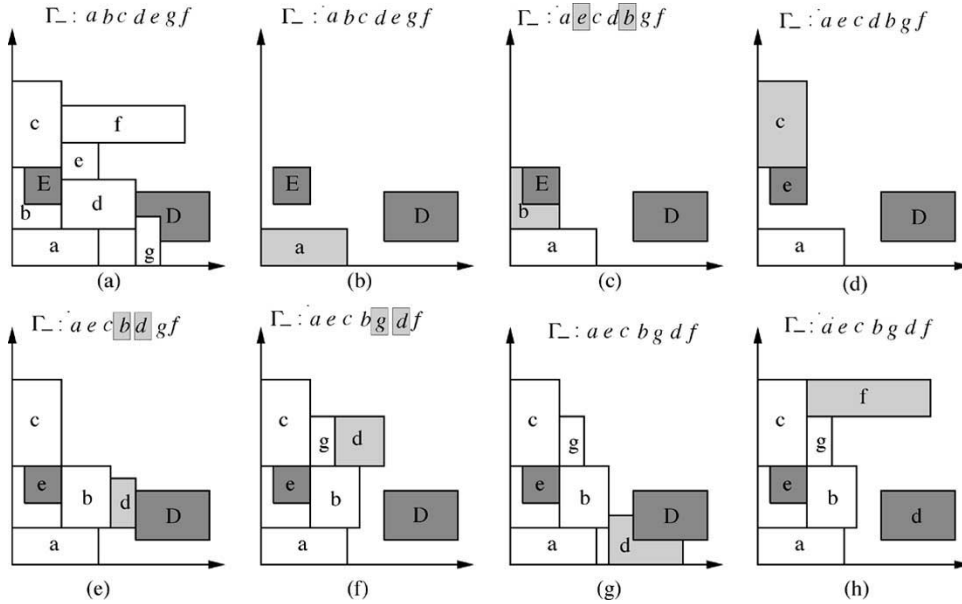 Γ_ : a b c d e g f
Γ_ : a b c d e g f
Γ_ : a e c d b g f
Γ_ : a e c d b g f
c
f
e
E
d
D
b
a
g
(a)
E
D
a
(b)
E
D
b
a
(c)
c
e
D
a
(d)
Γ_ : a e c b d g f
Γ_ : a e c b g d f
Γ_ : a e c b g d f
Γ_ : a e c b g d f
c
e
b
d
D
a
(e)
c
g
d
e
b
D
a
(f)
c
g
e
b
D
a
d
(g)
c
f
g
e
b
d
a
(h)